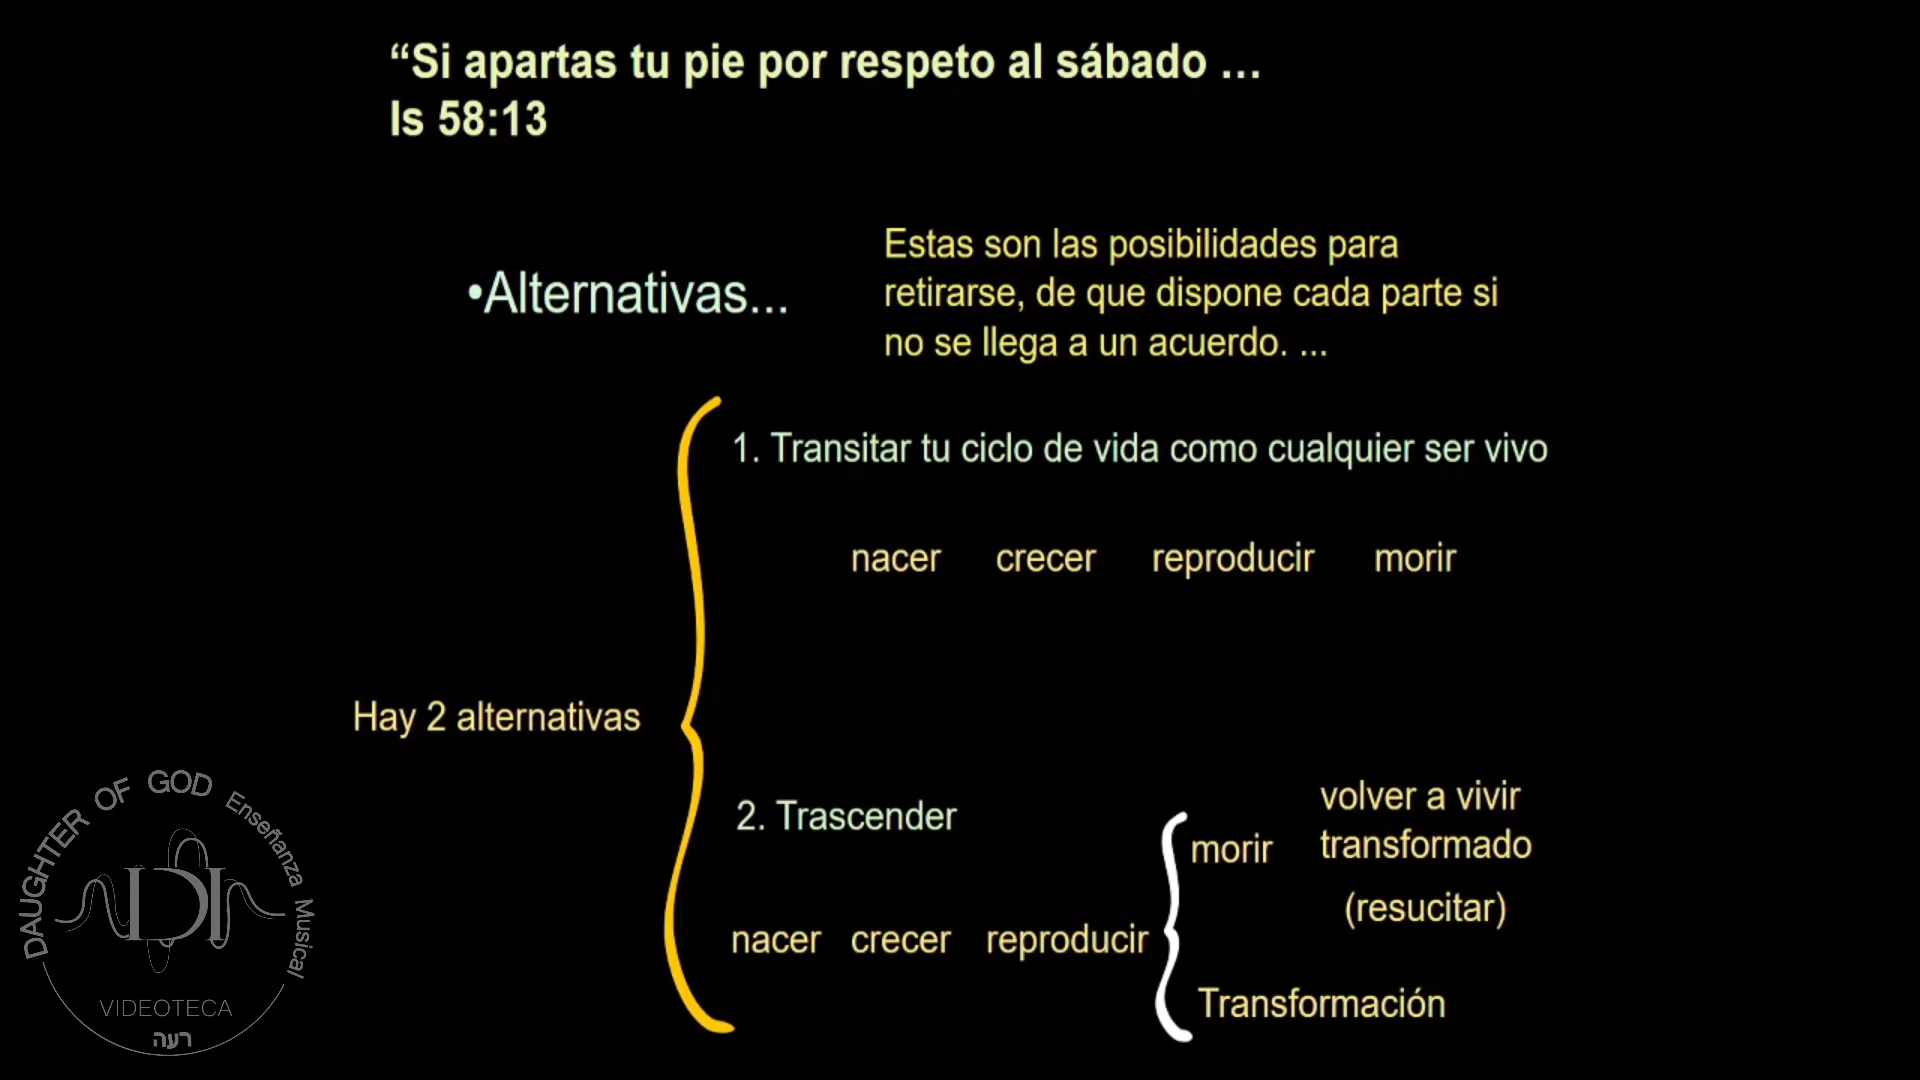 “Si apartas tu pie por respeto al sábado ...
Is 58:13
•Alternativas...
Estas son las posibilidades para
retirarse, de que dispone cada parte si
no se llega a un acuerdo. ...
1. Transitar tu ciclo de vida como cualquier ser vivo
nacer crecer reproducir morir
Hay 2 alternativas
2. Trascender
nacer crecer reproducir
morir
volver a vivir
transformado
(resucitar)
Transformación
DAUGHTER OF GOD Enseñanza Musical
VIDEOTECA
רעה